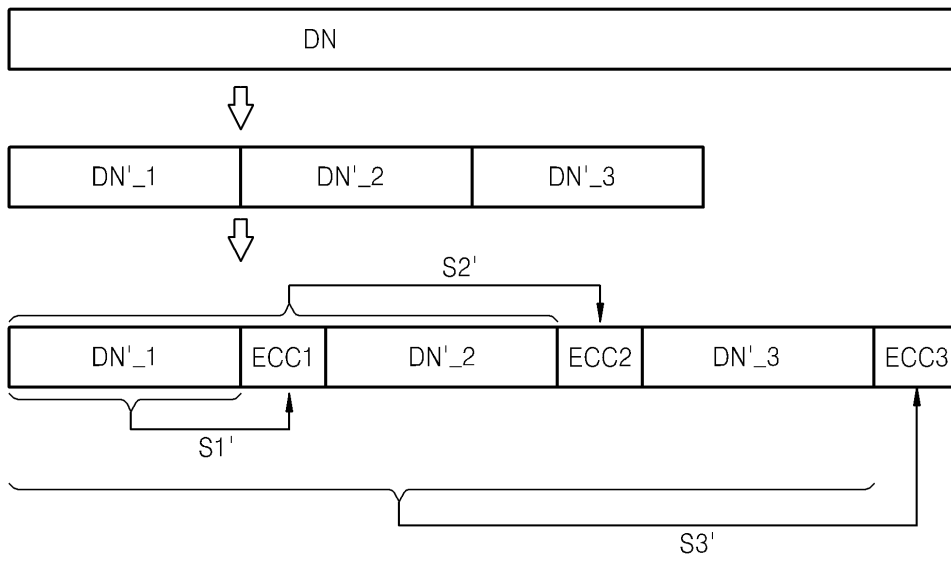 DN
DN'_1 DN'_2 DN'_3
S2'
DN'_1 ECC1 DN'_2 ECC2 DN'_3 ECC3
S1'
S3'